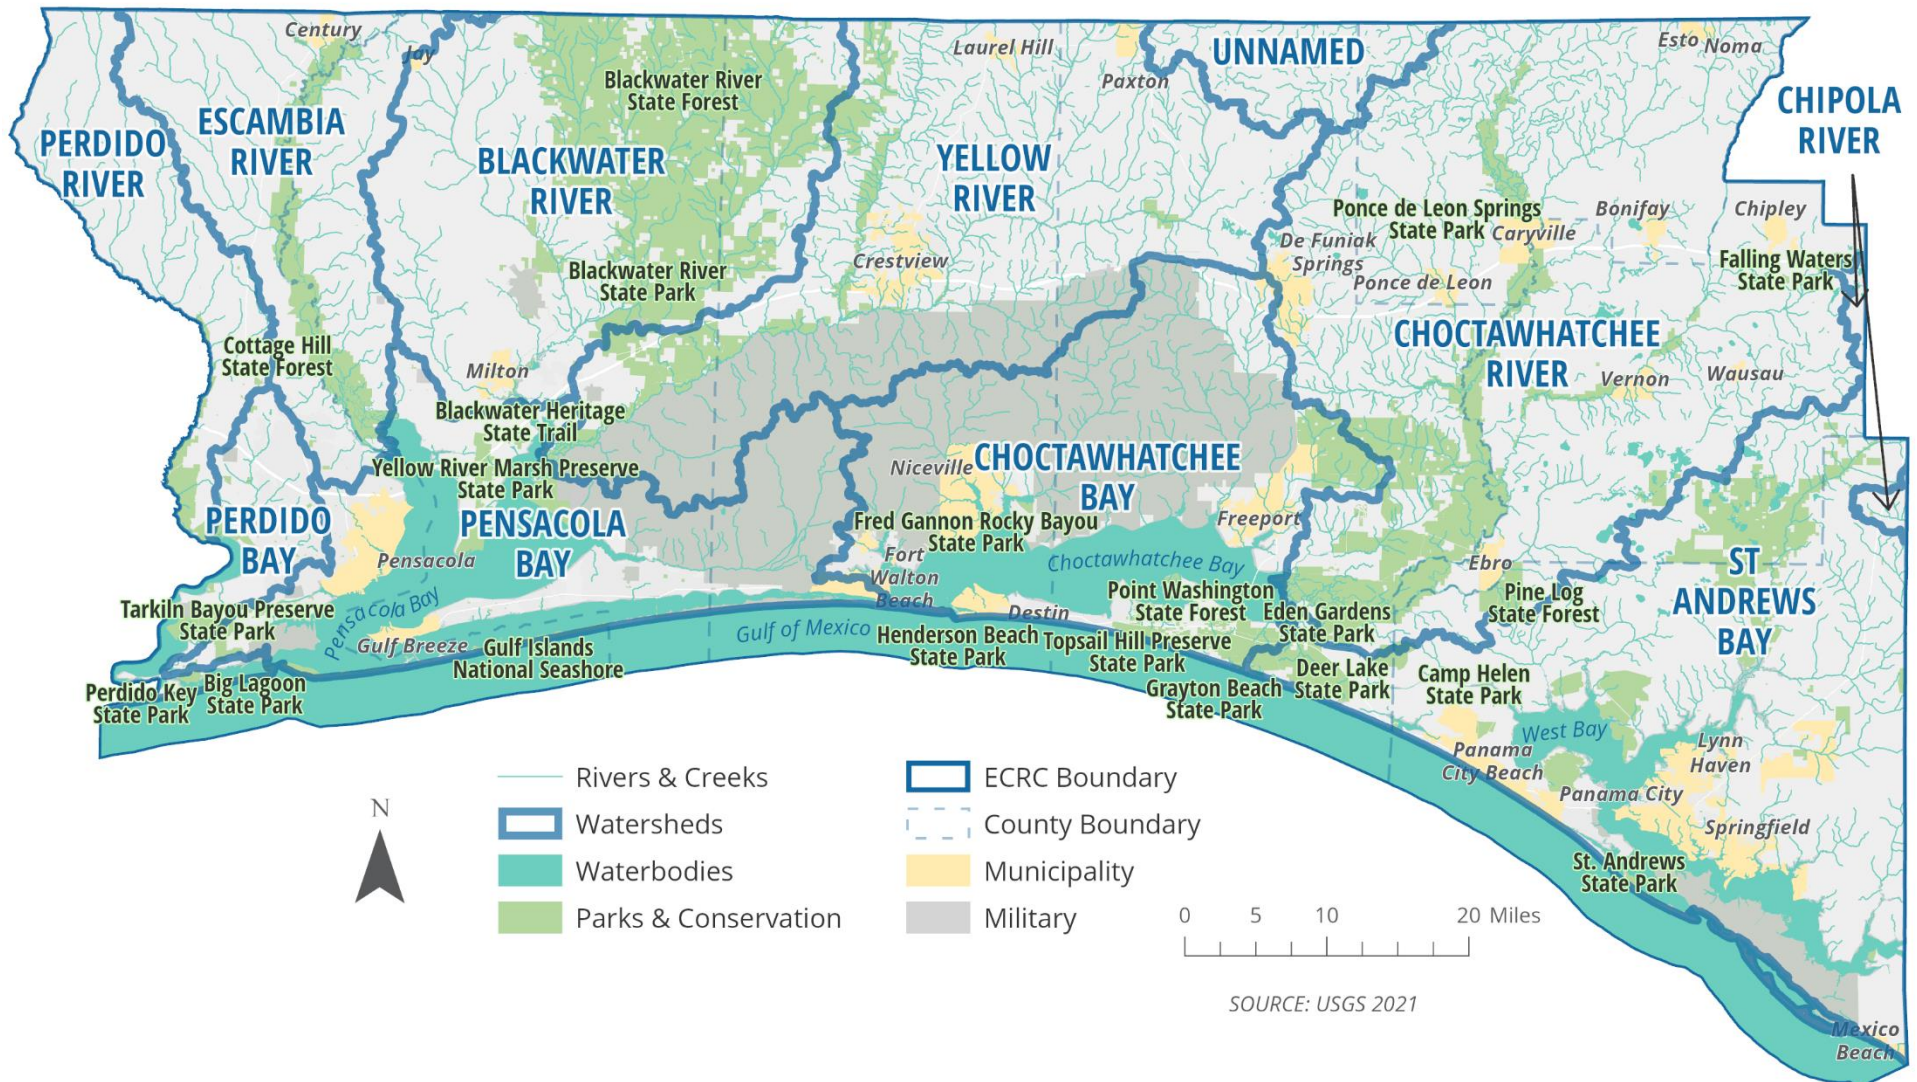 Century
Jay
Laurel Hill
Paxton
UNNAMED
Esto
Noma
Blackwater River
State Forest
CHIPOLA
RIVER
PERDIDO
RIVER
ESCAMBIA
RIVER
BLACKWATER
RIVER
YELLOW
RIVER
Ponce de Leon Springs
State Park
Caryville
Bonifay
Chipley
De Funiak
Springs
Ponce de Leon
Crestview
Falling Waters
State Park
Blackwater River
State Park
Cottage Hill
State Forest
CHOCTAWHATCHEE
RIVER
Milton
Vernon
Wausau
Blackwater Heritage
State Trail
Yellow River Marsh Preserve
State Park
Niceville
CHOCTAWHATCHEE
BAY
PERDIDO
BAY
Pensacola
PENSACOLA
BAY
Fred Gannon Rocky Bayou
State Park
Freeport
Fort
Walton
Beach
Choctawhatchee Bay
Ebro
Pine Log
State Forest
ST
ANDREWS
BAY
Tarkiln Bayou Preserve
State Park
Pensacola Bay
Gulf Breeze
Gulf Islands
National Seashore
Gulf of Mexico
Destin
Henderson Beach
State Park
Point Washington
State Forest
Topsail Hill Preserve
State Park
Eden Gardens
State Park
Perdido Key
State Park
Big Lagoon
State Park
Grayton Beach
State Park
Deer Lake
State Park
Camp Helen
State Park
West Bay
Lynn
Haven
Panama
City Beach
Panama City
Springfield
St. Andrews
State Park
Mexico
Beach
N
Rivers & Creeks
Watersheds
Waterbodies
Parks & Conservation
ECRC Boundary
County Boundary
Municipality
Military
0 5 10 20 Miles
SOURCE: USGS 2021